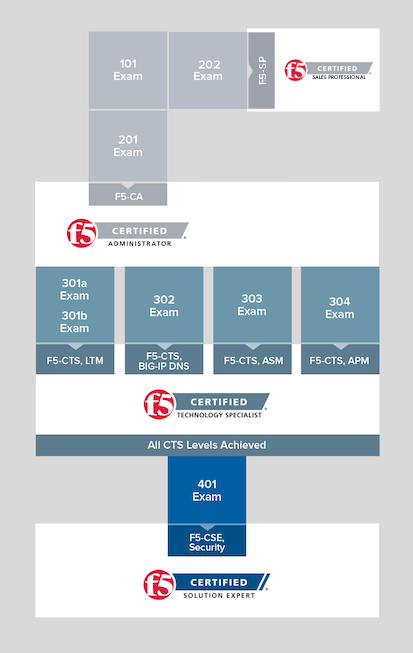 101
Exam
202
Exam
F5-SP
f5
CERTIFIED
SALES PROFESSIONAL
201
Exam
F5-CA
f5
CERTIFIED
ADMINISTRATOR
301a
Exam
301b
Exam
302
Exam
303
Exam
304
Exam
F5-CTS, LTM
F5-CTS,
BIG-IP DNS
F5-CTS, ASM
F5-CTS, APM
f5
CERTIFIED
TECHNOLOGY SPECIALIST
All CTS Levels Achieved
401
Exam
F5-CSE,
Security
f5
CERTIFIED
SOLUTION EXPERT